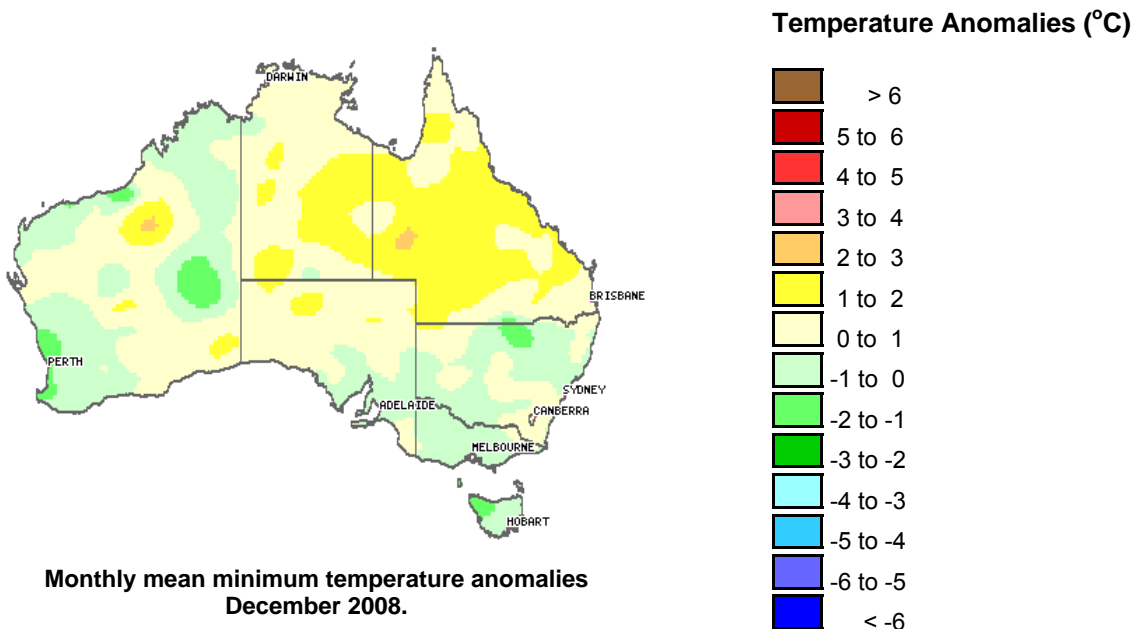 Temperature Anomalies (°C)
DARWIN
BRISBANE
PERTH
SYDNEY
ADELAIDE
CANBERRA
MELBOURNE
HOBART
Monthly mean minimum temperature anomalies
December 2008.
> 6
5 to 6
4 to 5
3 to 4
2 to 3
1 to 2
0 to 1
-1 to 0
-2 to -1
-3 to -2
-4 to -3
-5 to -4
-6 to -5
< -6